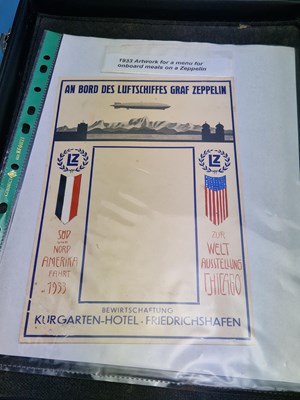 1933 Artwork for a menu for
onboard meals on a Zeppelin
AN BORD DES LUFTSCHIFFES GRAF ZEPPELIN
LZ
LZ
SÜD
UND
NORD
AMERIKA
FAHRT
-1933
ZUR
WELT
AUSSTELLUNG
CHICAGO
BEWIRTSCHAFTUNG
KURGARTEN-HOTEL-FRIEDRICHSHAFEN